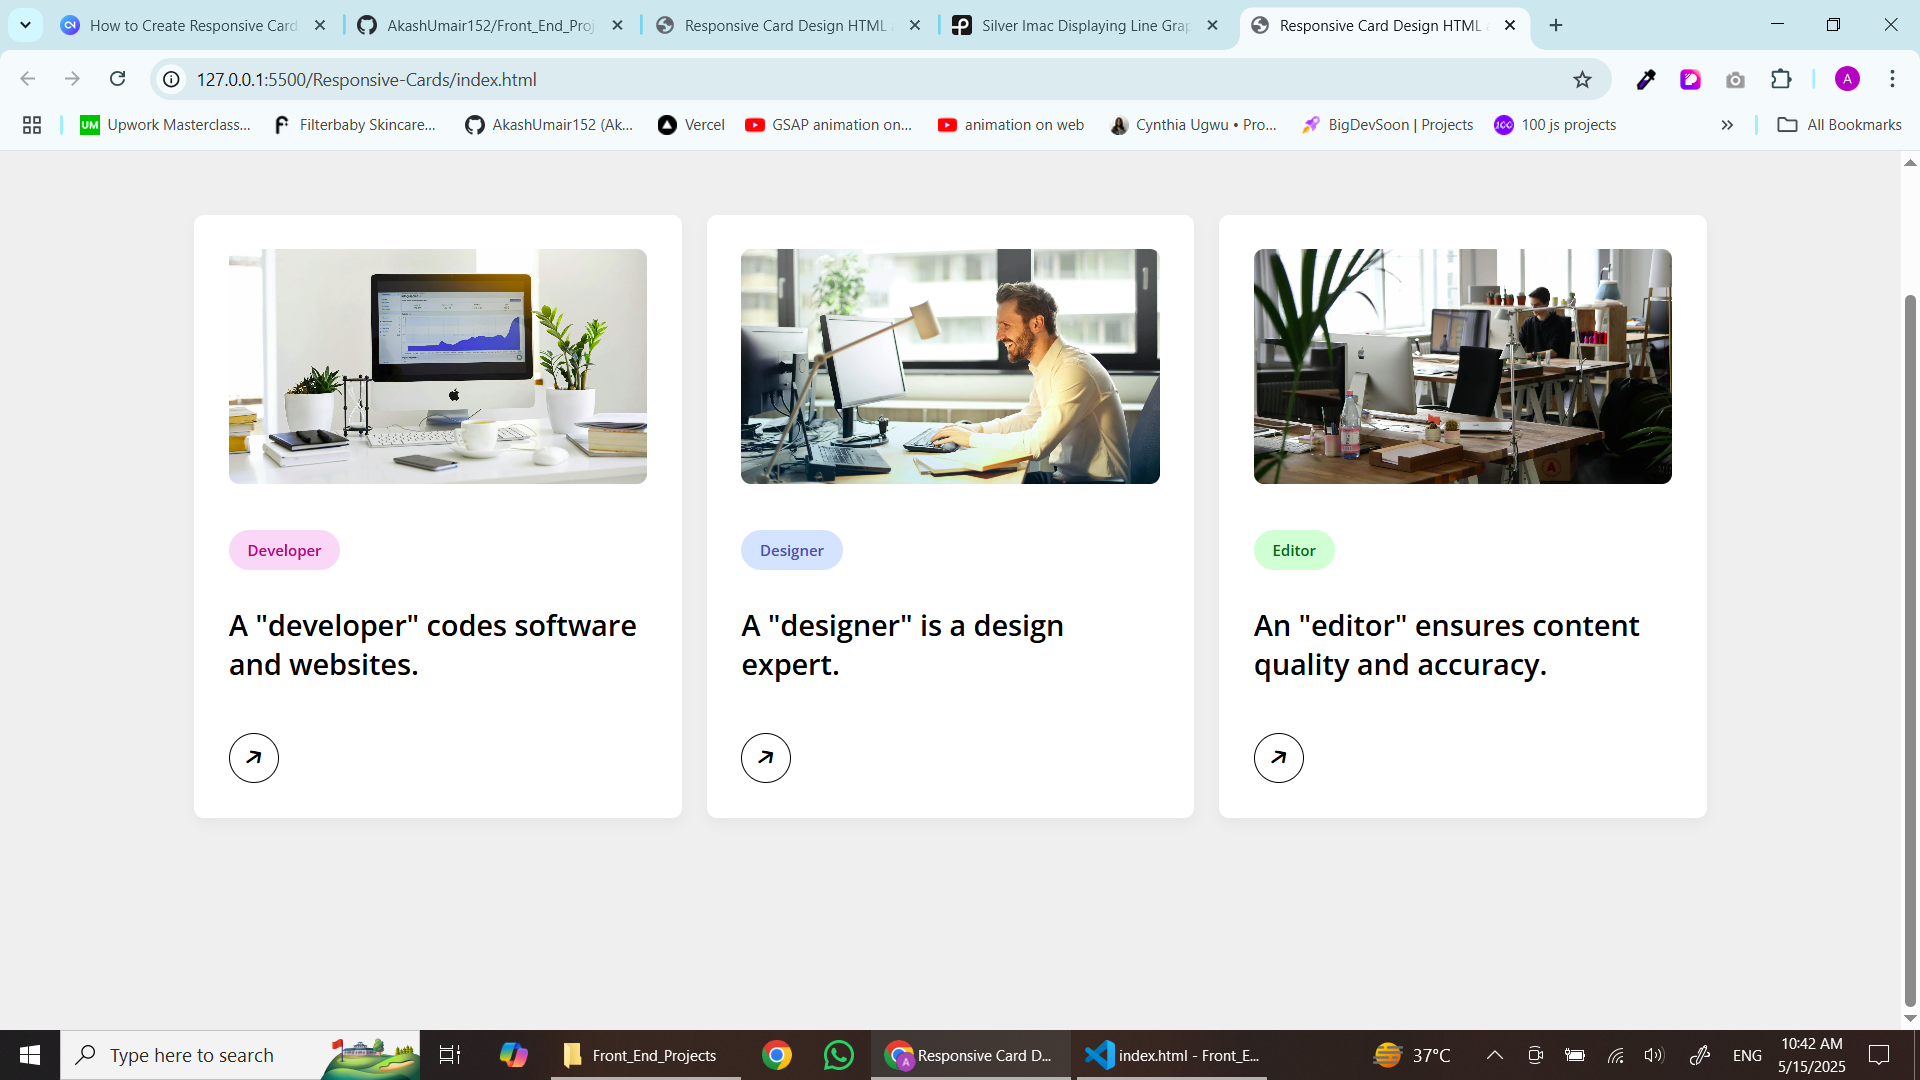 How to Create Responsive Card
AkashUmair152/Front_End_Proj
Responsive Card Design HTML
Silver Imac Displaying Line Grap
Responsive Card Design HTML
127.0.0.1:5500/Responsive-Cards/index.html
A
UM Upwork Masterclass...
Filterbaby Skincare...
AkashUmair152 (Ak...
Vercel
GSAP animation on...
animation on web
Cynthia Ugwu • Pro...
BigDevSoon | Projects
100 100 js projects
All Bookmarks
Developer
A "developer" codes software
and websites.
Designer
A "designer" is a design
expert.
Editor
An "editor" ensures content
quality and accuracy.
Type here to search
Front_End_Projects
Responsive Card D...
index.html - Front_E...
37°C
ENG
10:42 AM
5/15/2025